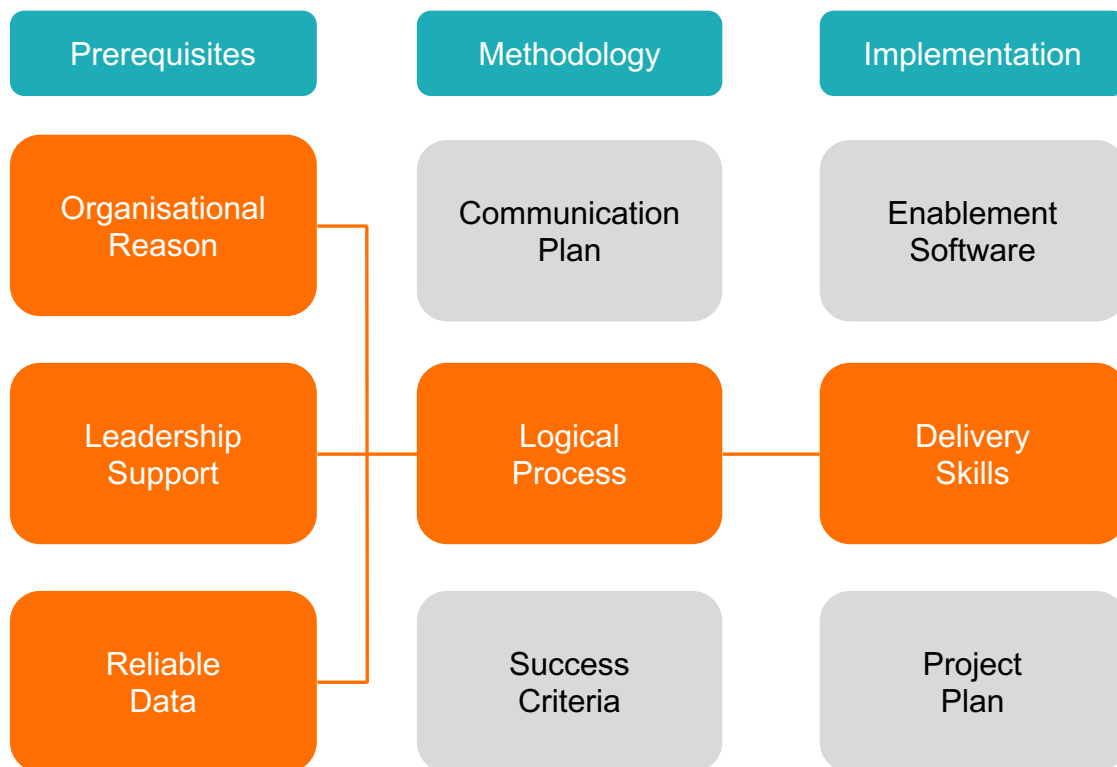 Prerequisites
Methodology
Implementation
Organisational
Reason
Communication
Plan
Enablement
Software
Leadership
Support
Logical
Process
Delivery
Skills
Reliable
Data
Success
Criteria
Project
Plan